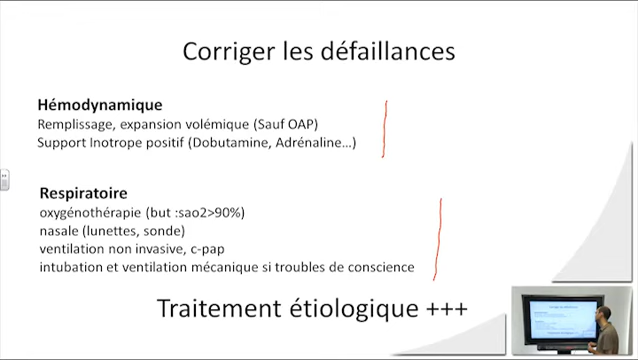 Corriger les défaillances
Hémodynamique
Remplissage, expansion volémique (Sauf OAP)
Support Inotrope positif (Dobutamine, Adrénaline...)
Respiratoire
oxygénothérapie (but :sao2>90%)
nasale (lunettes, sonde)
ventilation non invasive, c-pap
intubation et ventilation mécanique si troubles de conscience
Traitement étiologique +++